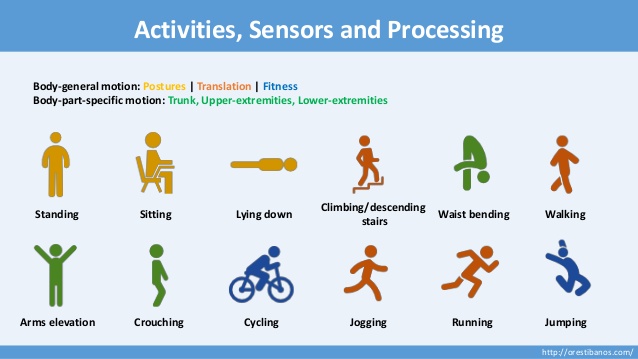 Activities, Sensors and Processing
Body-general motion: Postures | Translation | Fitness
Body-part-specific motion: Trunk, Upper-extremities, Lower-extremities
Standing
Sitting
Lying down
Climbing/descending
stairs
Waist bending
Walking
Arms elevation
Crouching
Cycling
Jogging
Running
Jumping
http://orestibanos.com/